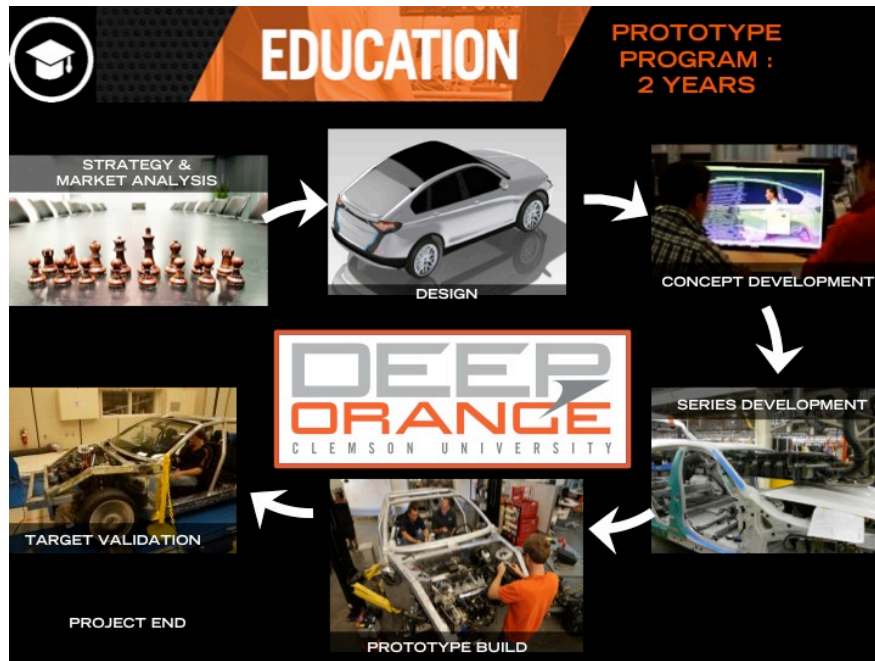 EDUCATION
PROTOTYPE
PROGRAM :
2 YEARS
STRATEGY &
MARKET ANALYSIS
DESIGN
CONCEPT DEVELOPMENT
SERIES DEVELOPMENT
DEEP
ORANGE
CLEMSON UNIVERSITY
TARGET VALIDATION
PROTOTYPE BUILD
PROJECT END